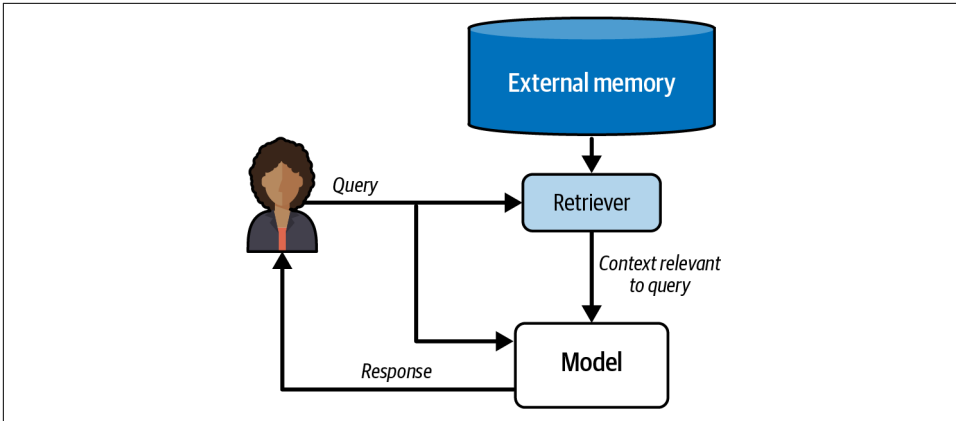 External memory
Query
Retriever
Context relevant
to query
Model
Response